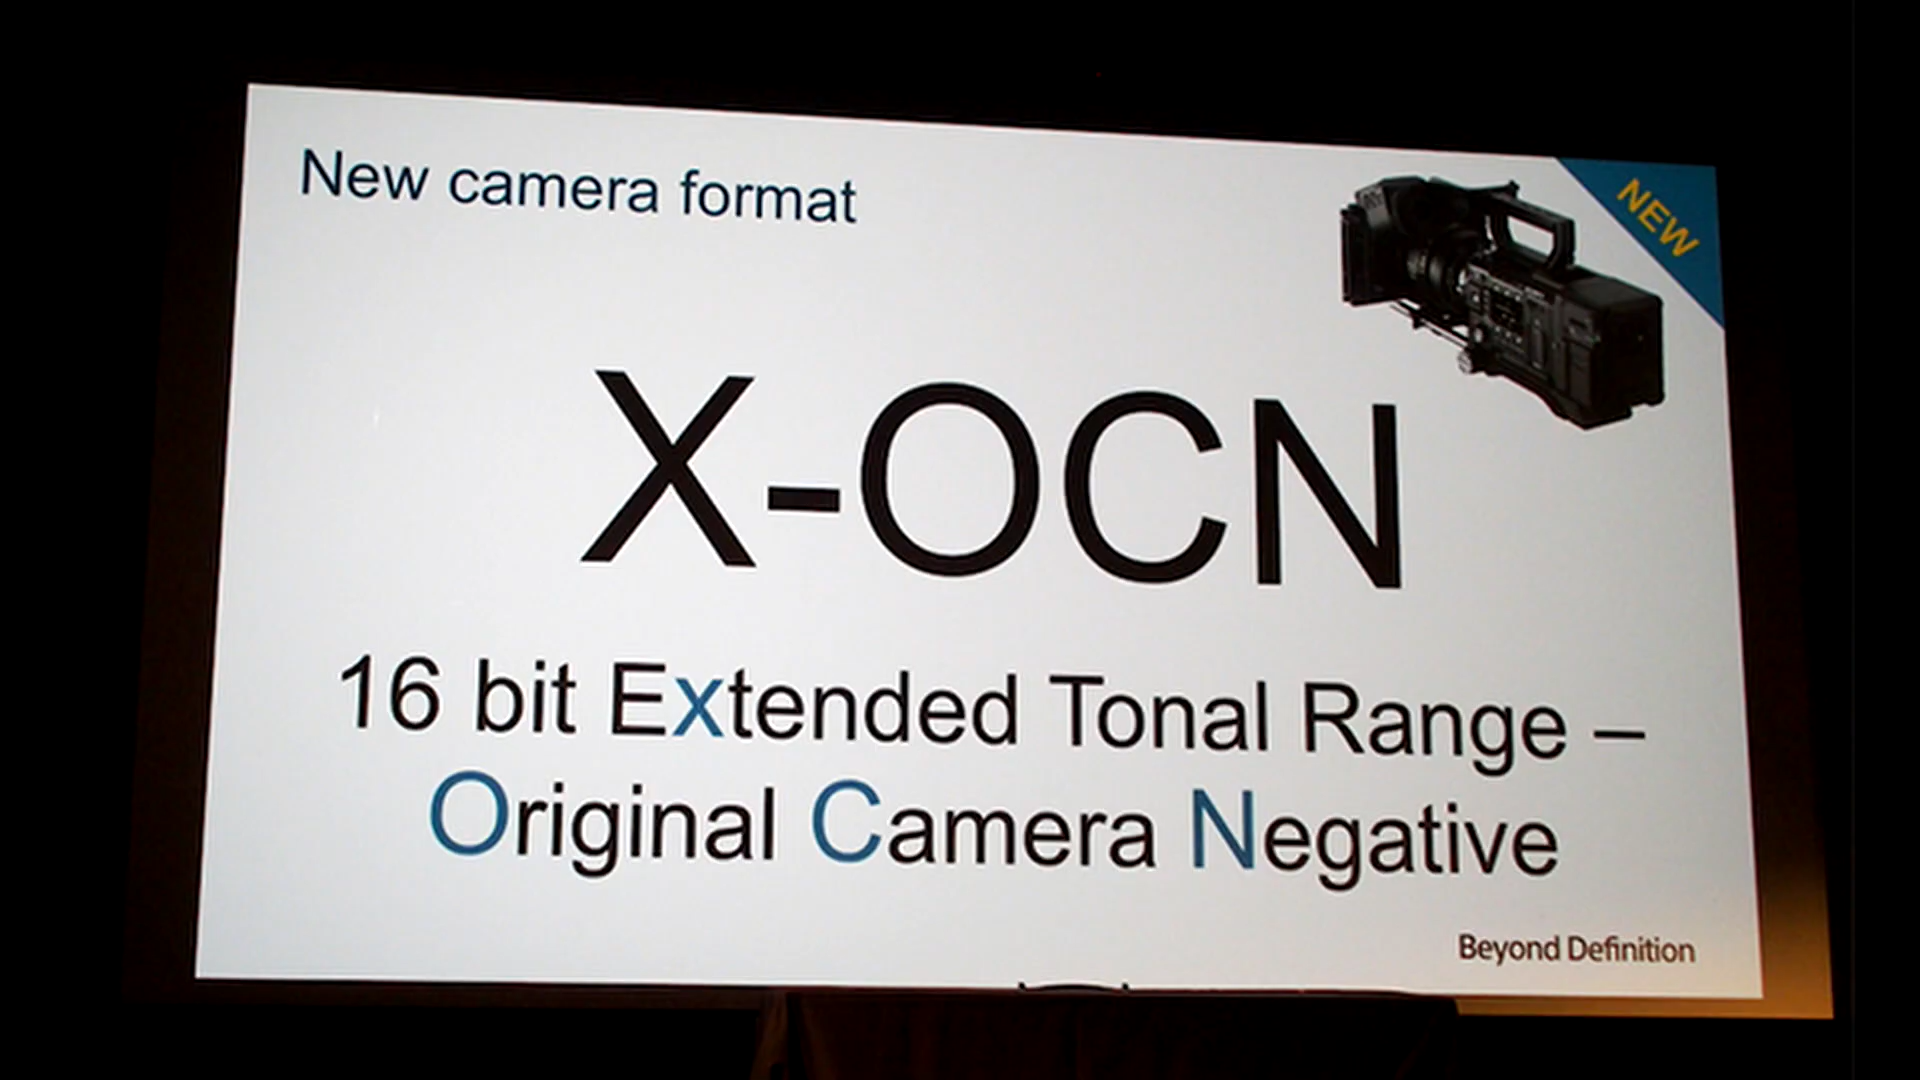 New camera format
NEW
X-OCN
16 bit Extended Tonal Range –
Original Camera Negative
Beyond Definition